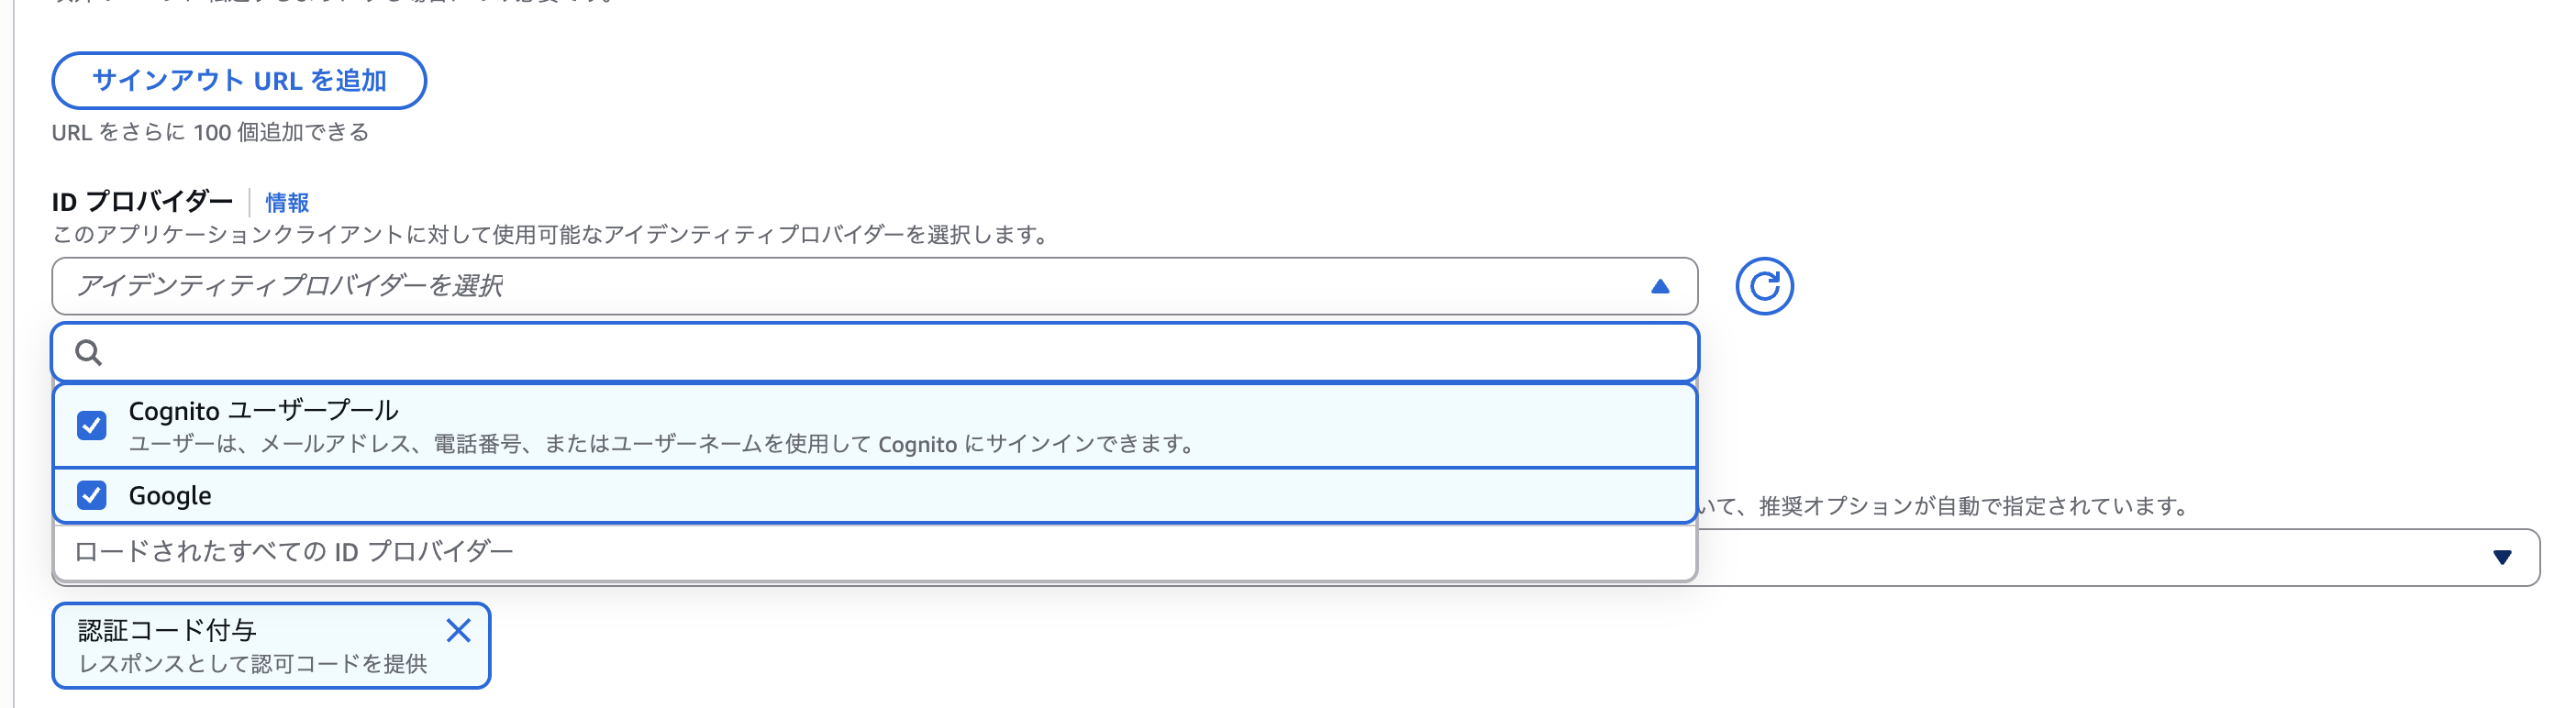 サインアウト URL を追加
URL をさらに 100 個追加できる
ID プロバイダー 情報
このアプリケーションクライアントに対して使用可能なアイデンティティプロバイダーを選択します。
アイデンティティプロバイダーを選択
Cognito ユーザープール
ユーザーは、メールアドレス、電話番号、またはユーザーネームを使用して Cognito にサインインできます。
Google
いて、推奨オプションが自動で指定されています。
ロードされたすべての ID プロバイダー
認証コード付与
レスポンスとして認可コードを提供